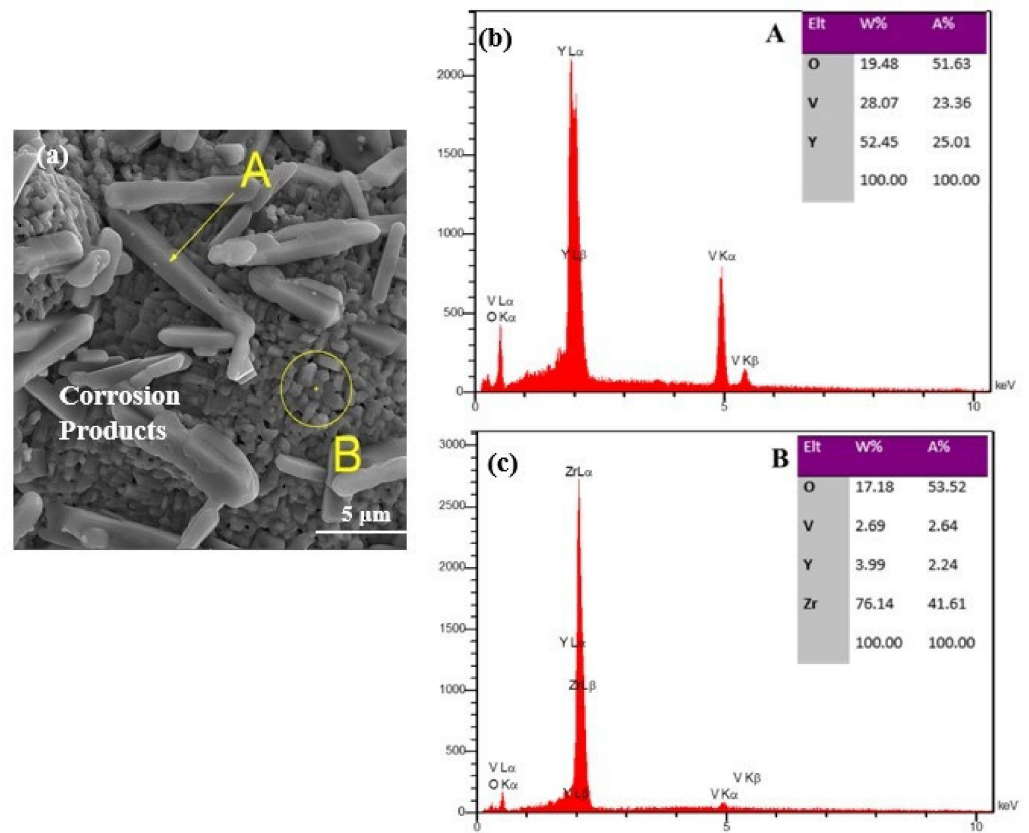 (a)
A
Corrosion
Products
B
5 μm
(b)
A
Elt W% A%
O 19.48 51.63
V 28.07 23.36
Y 52.45 25.01
100.00 100.00
2000
1500
1000
500
0
Y Lα
Y Lβ
V Lα
O Kα
V Kα
V Kβ
0 5 10 keV
(c)
B
Elt W% A%
O 17.18 53.52
V 2.69 2.64
Y 3.99 2.24
Zr 76.14 41.61
100.00 100.00
3000
2500
2000
1500
1000
500
0
ZrLα
Y Lα
ZrLβ
V Lα
O Kα
Y Lβ
V Kβ
V Kα
0 5 10 keV